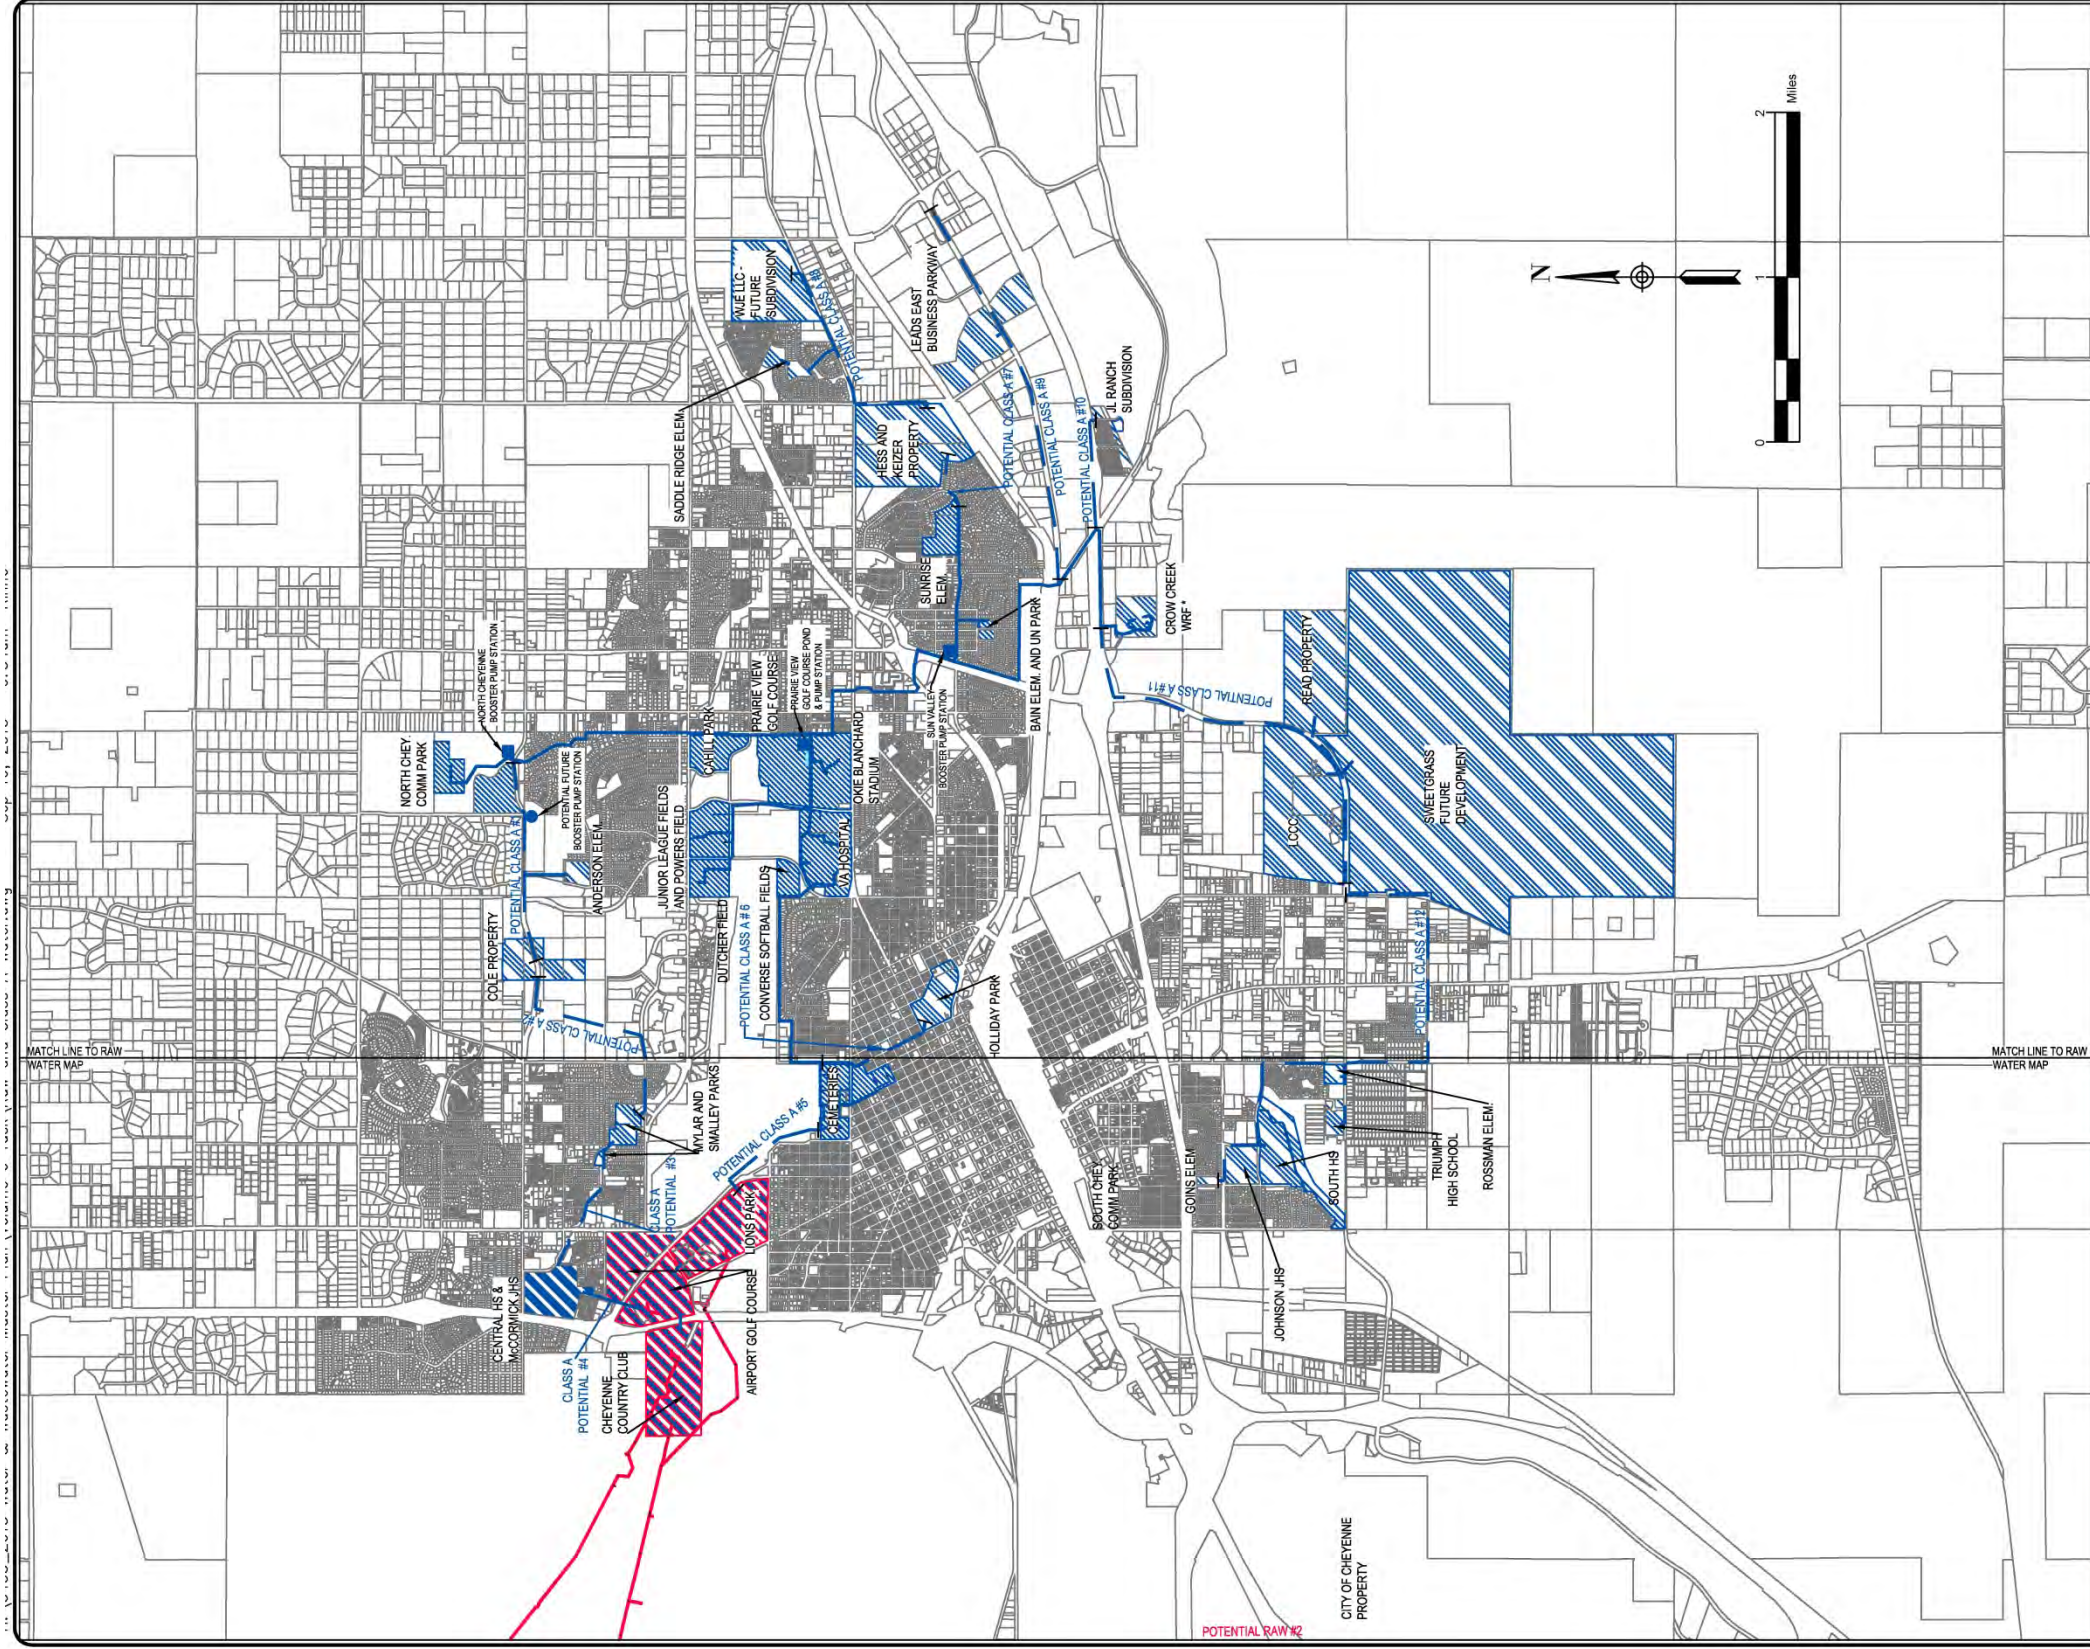 MATCH LINE TO RAW
WATER MAP
MATCH LINE TO RAW
WATER MAP
NORTH CHEY.
COMM PARK
NORTH CHEYENNE
BOOSTER PUMP STATION
POTENTIAL FUTURE
BOOSTER PUMP STATION
ANDERSON ELEM.
COLE PROPERTY
POTENTIAL CLASS A #1
POTENTIAL CLASS A #2
MYLAR AND
SMALLEY PARKS
CLASS A
POTENTIAL #3
CENTRAL HS &
McCORMICK JHS
CLASS A
POTENTIAL #4
CHEYENNE
COUNTRY CLUB
AIRPORT GOLF COURSE
LIONS PARK
POTENTIAL CLASS A #5
CEMETERIES
POTENTIAL CLASS A # 6
CONVERSE SOFTBALL FIELDS
DUTCHER FIELD
JUNIOR LEAGUE FIELDS
AND POWERS FIELD
CAHILL PARK
PRAIRIE VIEW
GOLF COURSE
PRAIRIE VIEW
GOLF COURSE POND
& PUMP STATION
OKIE BLANCHARD
STADIUM
VA HOSPITAL
HOLLIDAY PARK
SADDLE RIDGE ELEM.
WJE LLC -
FUTURE
SUBDIVISION
POTENTIAL CLASS A #8
HESS AND
KEIZER
PROPERTY
LEADS EAST
BUSINESS PARKWAY
POTENTIAL CLASS A #7
POTENTIAL CLASS A #9
POTENTIAL CLASS A #10
JL RANCH
SUBDIVISION
SUNRISE
ELEM.
SUN VALLEY
BOOSTER PUMP STATION
BAIN ELEM. AND UN PARK
CROW CREEK
WRF *
POTENTIAL CLASS A #11
READ PROPERTY
LCCC
SWEETGRASS
FUTURE
DEVELOPMENT
POTENTIAL CLASS A #12
SOUTH CHEY.
COMM PARK
GOINS ELEM.
JOHNSON JHS
SOUTH HS
TRIUMPH
HIGH SCHOOL
ROSSMAN ELEM.
CITY OF CHEYENNE
PROPERTY
POTENTIAL RAW #2
N
0
1
2
Miles